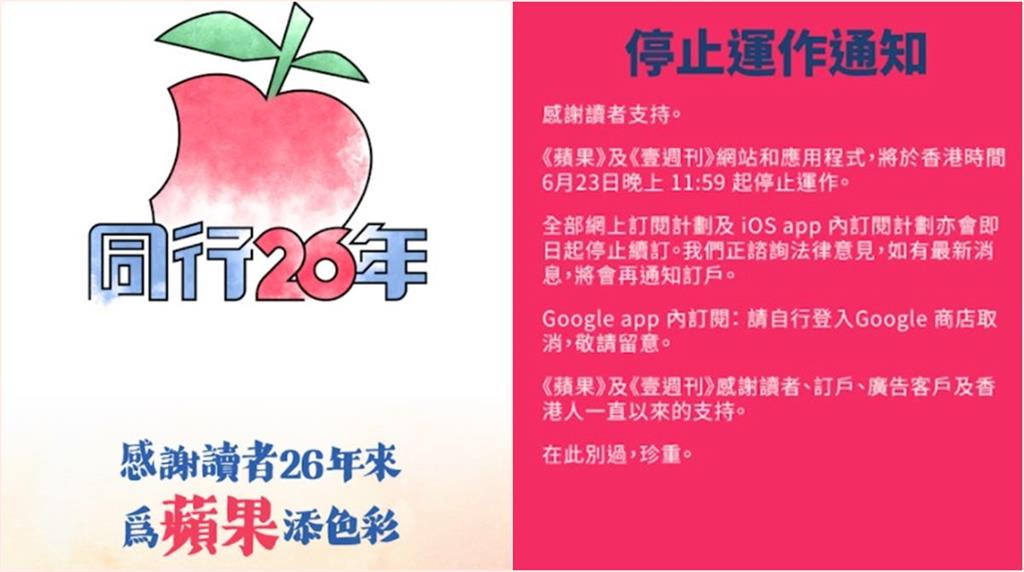 同行26年
感謝讀者26年來
爲蘋果添色彩
停止運作通知
感謝讀者支持。
《蘋果》及《壹週刊》網站和應用程式，將於香港時間
6月23日晚上 11:59 起停止運作。
全部網上訂閱計劃及 iOS app 內訂閱計劃亦會即
日起停止續訂。我們正諮詢法律意見，如有最新消
息，將會再通知訂戶。
Google app 內訂閱： 請自行登入Google 商店取
消，敬請留意。
《蘋果》及《壹週刊》感謝讀者、訂戶、廣告客戶及香
港人一直以來的支持。
在此別過，珍重。